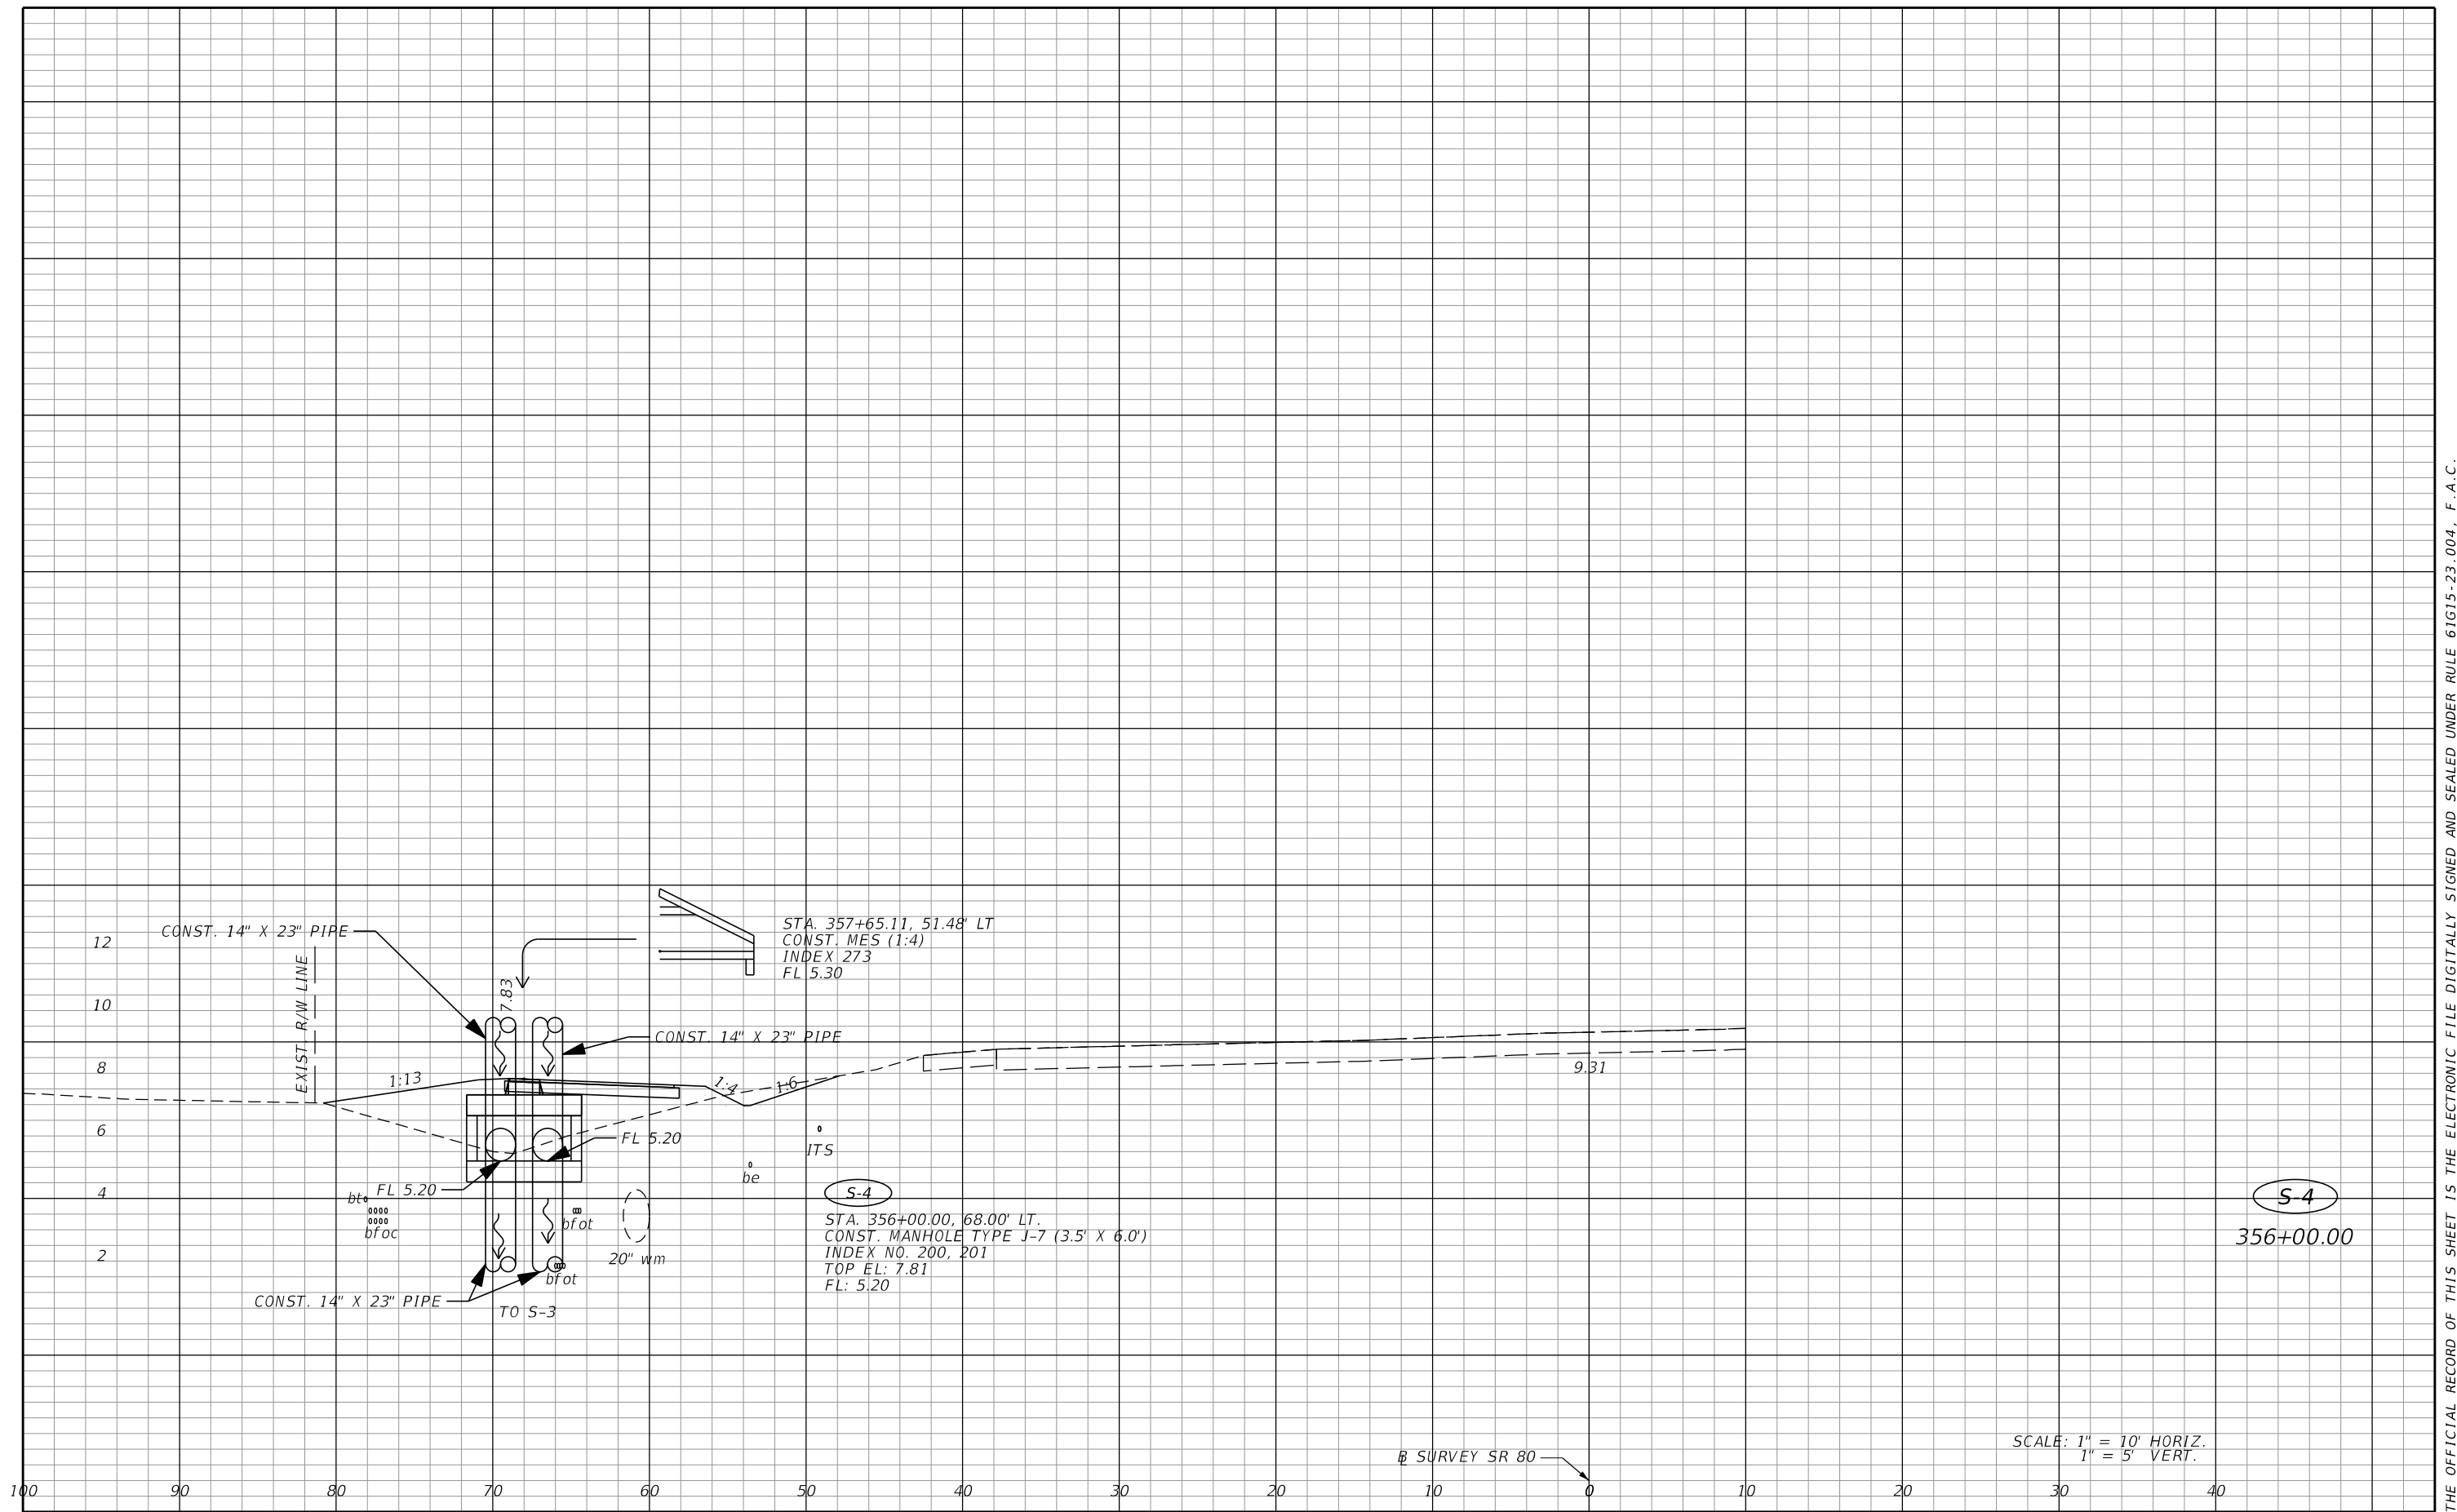 STA. 357+65.11, 51.48' LT
CONST. MES (1:4)
INDEX 273
FL 5.30
CONST. 14" X 23" PIPE
12
10
8
6
4
2
EXIST. R/W LINE
7.83
CONST. 14" X 23" PIPE
1:13
1:4
1:6
9.31
FL 5.20
FL 5.20
ITS
be
bt
bfoc
bfot
20" wm
bfot
S-4
STA. 356+00.00, 68.00' LT.
CONST. MANHOLE TYPE J-7 (3.5' X 6.0')
INDEX NO. 200, 201
TOP EL: 7.81
FL: 5.20
CONST. 14" X 23" PIPE
TO S-3
S-4
356+00.00
SCALE: 1" = 10' HORIZ.
1" = 5' VERT.
℄ SURVEY SR 80
100 90 80 70 60 50 40 30 20 10 0 10 20 30 40
THE OFFICIAL RECORD OF THIS SHEET IS THE ELECTRONIC FILE DIGITALLY SIGNED AND SEALED UNDER RULE 61G15-23.004, F.A.C.